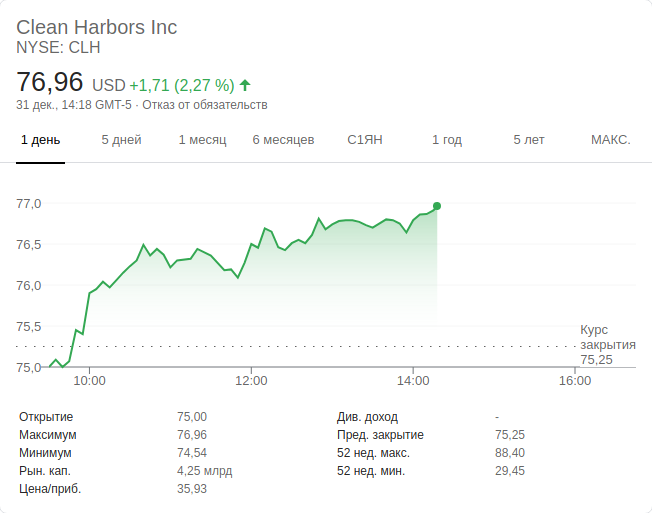 Clean Harbors Inc
NYSE: CLH
76,96 USD +1,71 (2,27 %)
31 дек., 14:18 GMT-5 · Отказ от обязательств
1 день 5 дней 1 месяц 6 месяцев С1ЯН 1 год 5 лет МАКС.
77,0
76,5
76,0
75,5
75,0
Курс
закрытия
75,25
10:00 12:00 14:00 16:00
Открытие 75,00 Див. доход -
Максимум 76,96 Пред. закрытие 75,25
Минимум 74,54 52 нед. макс. 88,40
Рын. кап. 4,25 млрд 52 нед. мин. 29,45
Цена/приб. 35,93